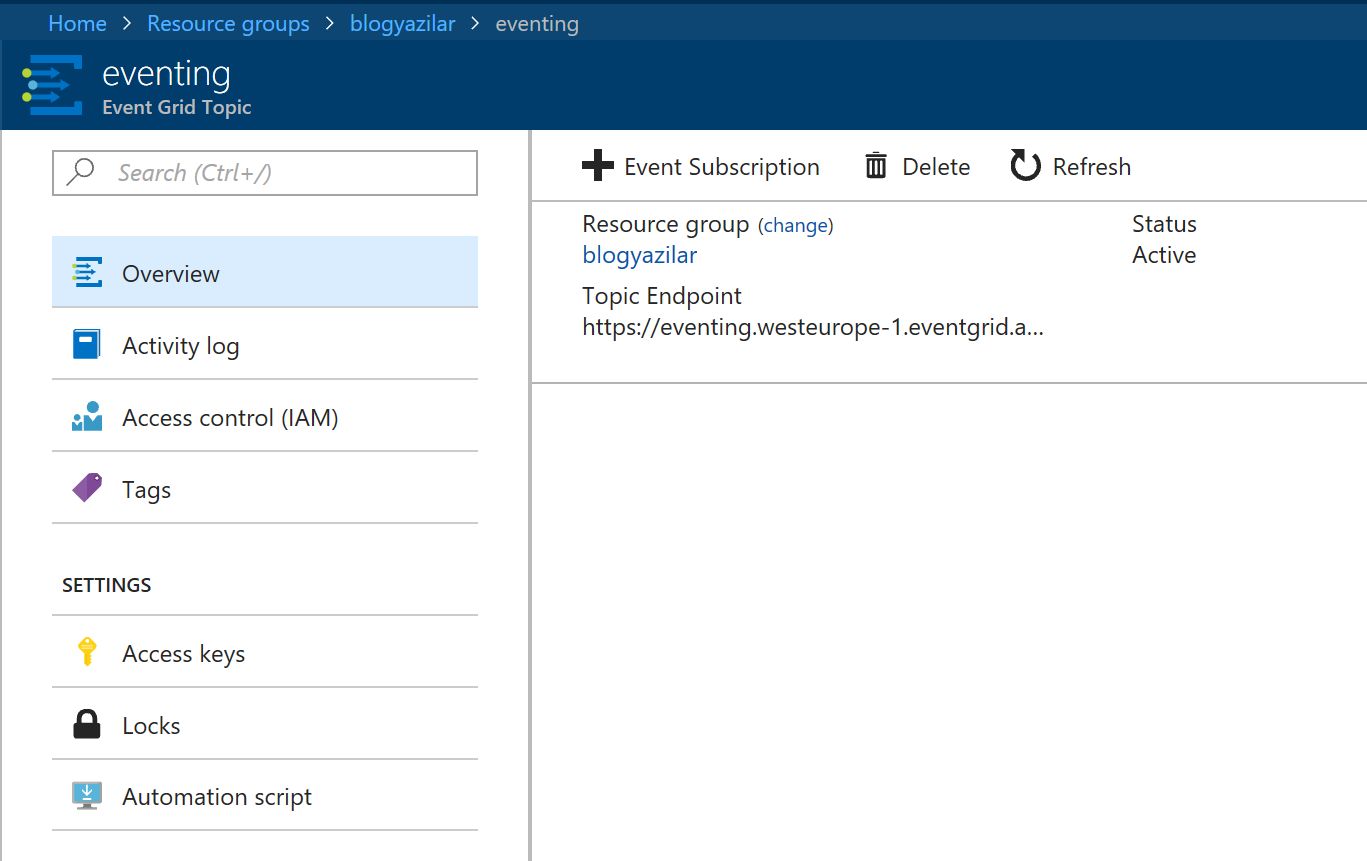 Home > Resource groups > blogyazilar > eventing
eventing
Event Grid Topic
Search (Ctrl+/)
Overview
Activity log
Access control (IAM)
Tags
SETTINGS
Access keys
Locks
Automation script
Event Subscription Delete Refresh
Resource group (change)
blogyazilar
Status
Active
Topic Endpoint
https://eventing.westeurope-1.eventgrid.a...